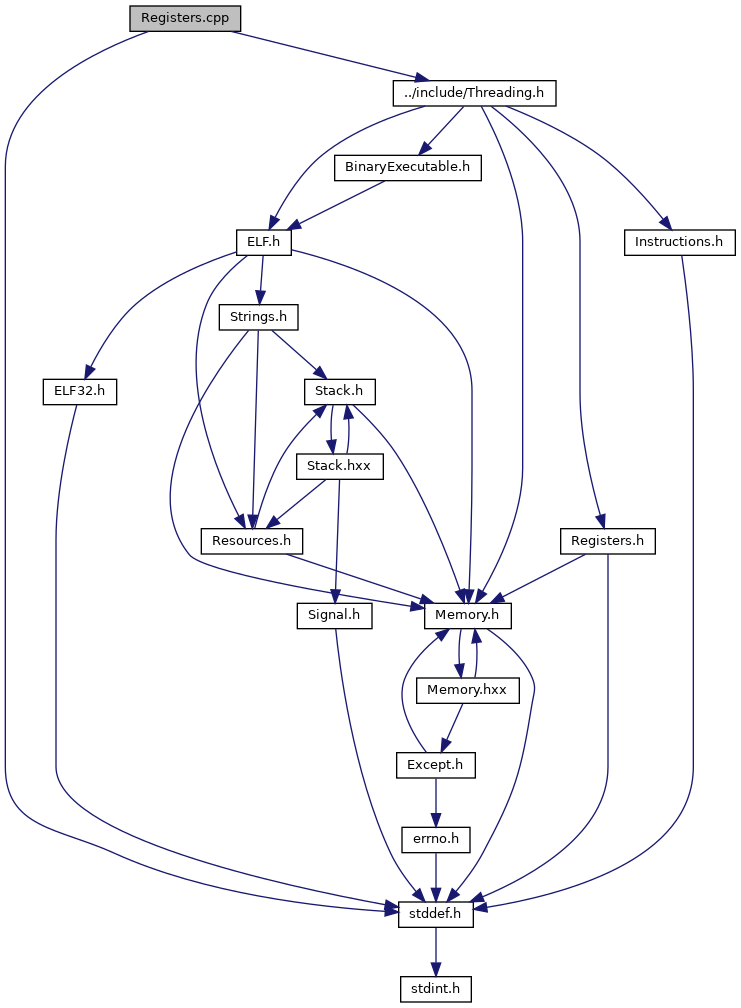 Registers.cpp
../include/Threading.h
BinaryExecutable.h
ELF.h
Instructions.h
Strings.h
ELF32.h
Stack.h
Stack.hxx
Resources.h
Registers.h
Signal.h
Memory.h
Memory.hxx
Except.h
errno.h
stddef.h
stdint.h